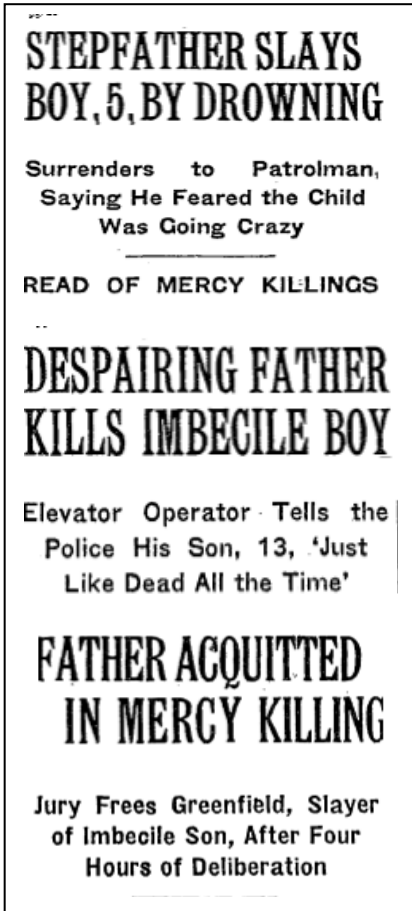 STEPFATHER SLAYS
BOY, 5, BY DROWNING
Surrenders to Patrolman,
Saying He Feared the Child
Was Going Crazy
READ OF MERCY KILLINGS
DESPAIRING FATHER
KILLS IMBECILE BOY
Elevator Operator Tells the
Police His Son, 13, 'Just
Like Dead All the Time'
FATHER ACQUITTED
IN MERCY KILLING
Jury Frees Greenfield, Slayer
of Imbecile Son, After Four
Hours of Deliberation